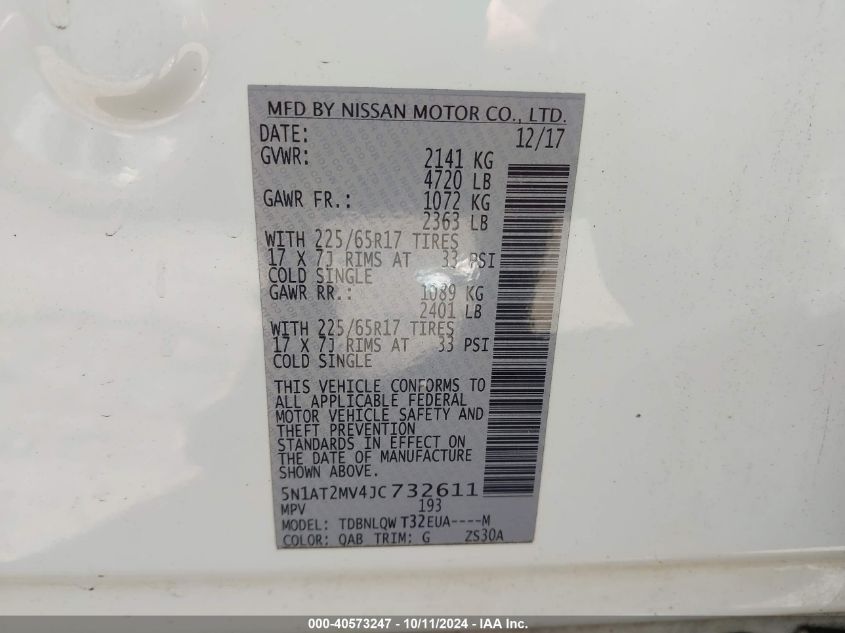 MFD BY NISSAN MOTOR CO., LTD.
DATE: 12/17
GVWR: 2141 KG
4720 LB
GAWR FR.: 1072 KG
2363 LB
WITH 225/65R17 TIRES
17 X 7J RIMS AT 33 PSI
COLD SINGLE
GAWR RR.: 1089 KG
2401 LB
WITH 225/65R17 TIRES
17 X 7J RIMS AT 33 PSI
COLD SINGLE
THIS VEHICLE CONFORMS TO
ALL APPLICABLE FEDERAL
MOTOR VEHICLE SAFETY AND
THEFT PREVENTION
STANDARDS IN EFFECT ON
THE DATE OF MANUFACTURE
SHOWN ABOVE.
5N1AT2MV4JC732611
MPV 193
MODEL: TDBNLQW T32EUA----M
COLOR: QAB TRIM: G ZS30A
000-40573247 - 10/11/2024 - IAA Inc.